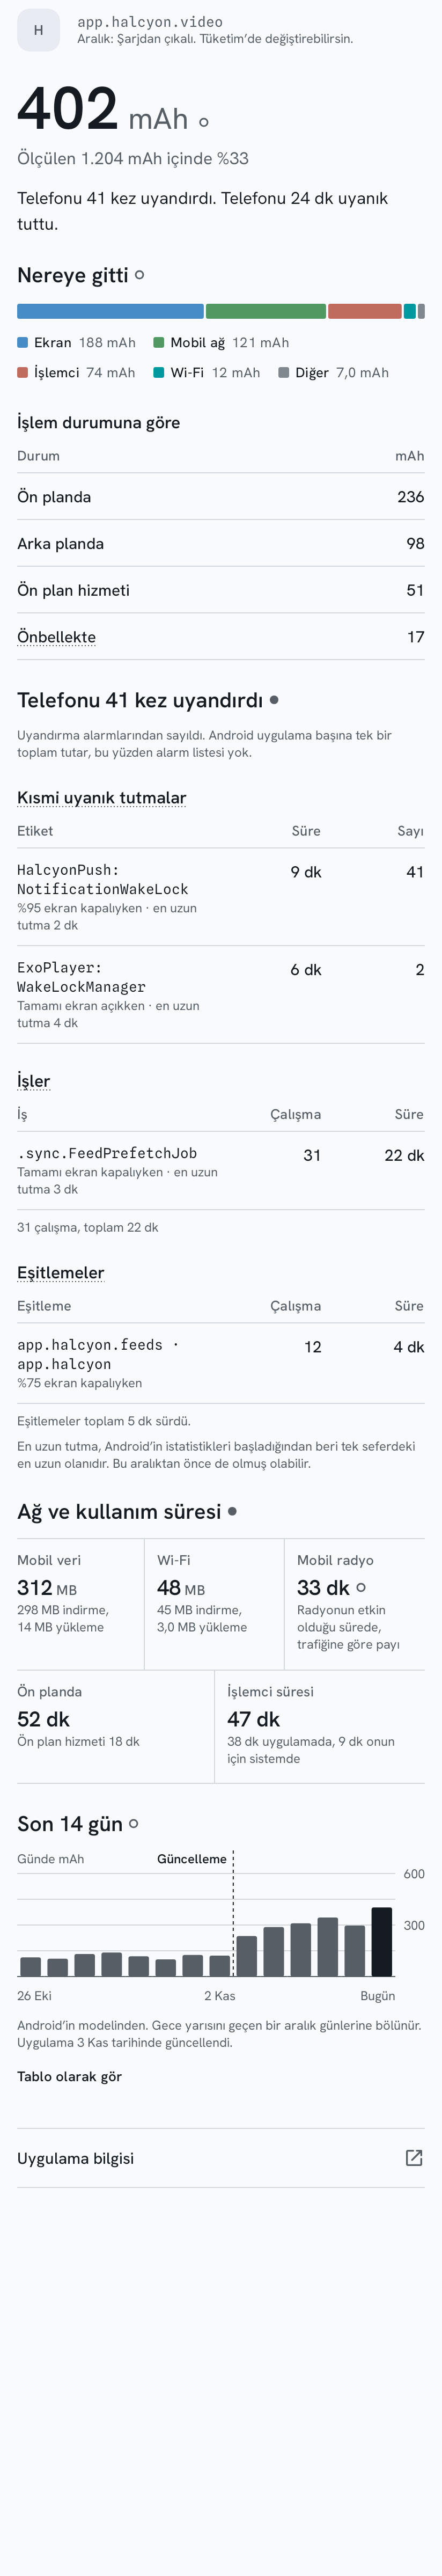 H
app.halcyon.video
Aralık: Şarjdan çıkalı. Tüketim’de değiştirebilirsin.
402 mAh
Ölçülen 1.204 mAh içinde %33
Telefonu 41 kez uyandırdı. Telefonu 24 dk uyanık
tuttu.
Nereye gitti
Ekran 188 mAh Mobil ağ 121 mAh
İşlemci 74 mAh Wi-Fi 12 mAh Diğer 7,0 mAh
İşlem durumuna göre
Durum mAh
Ön planda 236
Arka planda 98
Ön plan hizmeti 51
Önbellekte 17
Telefonu 41 kez uyandırdı
Uyandırma alarmlarından sayıldı. Android uygulama başına tek bir
toplam tutar, bu yüzden alarm listesi yok.
Kısmi uyanık tutmalar
Etiket Süre Sayı
HalcyonPush: 9 dk 41
NotificationWakeLock
%95 ekran kapalıyken · en uzun
tutma 2 dk
ExoPlayer: 6 dk 2
WakeLockManager
Tamamı ekran açıkken · en uzun
tutma 4 dk
İşler
İş Çalışma Süre
.sync.FeedPrefetchJob 31 22 dk
Tamamı ekran kapalıyken · en uzun
tutma 3 dk
31 çalışma, toplam 22 dk
Eşitlemeler
Eşitleme Çalışma Süre
app.halcyon.feeds · 12 4 dk
app.halcyon
%75 ekran kapalıyken
Eşitlemeler toplam 5 dk sürdü.
En uzun tutma, Android’in istatistikleri başladığından beri tek seferdeki
en uzun olanıdır. Bu aralıktan önce de olmuş olabilir.
Ağ ve kullanım süresi
Mobil veri Wi-Fi Mobil radyo
312 MB 48 MB 33 dk
298 MB indirme, 45 MB indirme, Radyonun etkin
14 MB yükleme 3,0 MB yükleme olduğu sürede,
trafiğine göre payı
Ön planda İşlemci süresi
52 dk 47 dk
Ön plan hizmeti 18 dk 38 dk uygulamada, 9 dk onun
için sistemde
Son 14 gün
Günde mAh Güncelleme
600
300
26 Eki 2 Kas Bugün
Android’in modelinden. Gece yarısını geçen bir aralık günlerine bölünür.
Uygulama 3 Kas tarihinde güncellendi.
Tablo olarak gör
Uygulama bilgisi